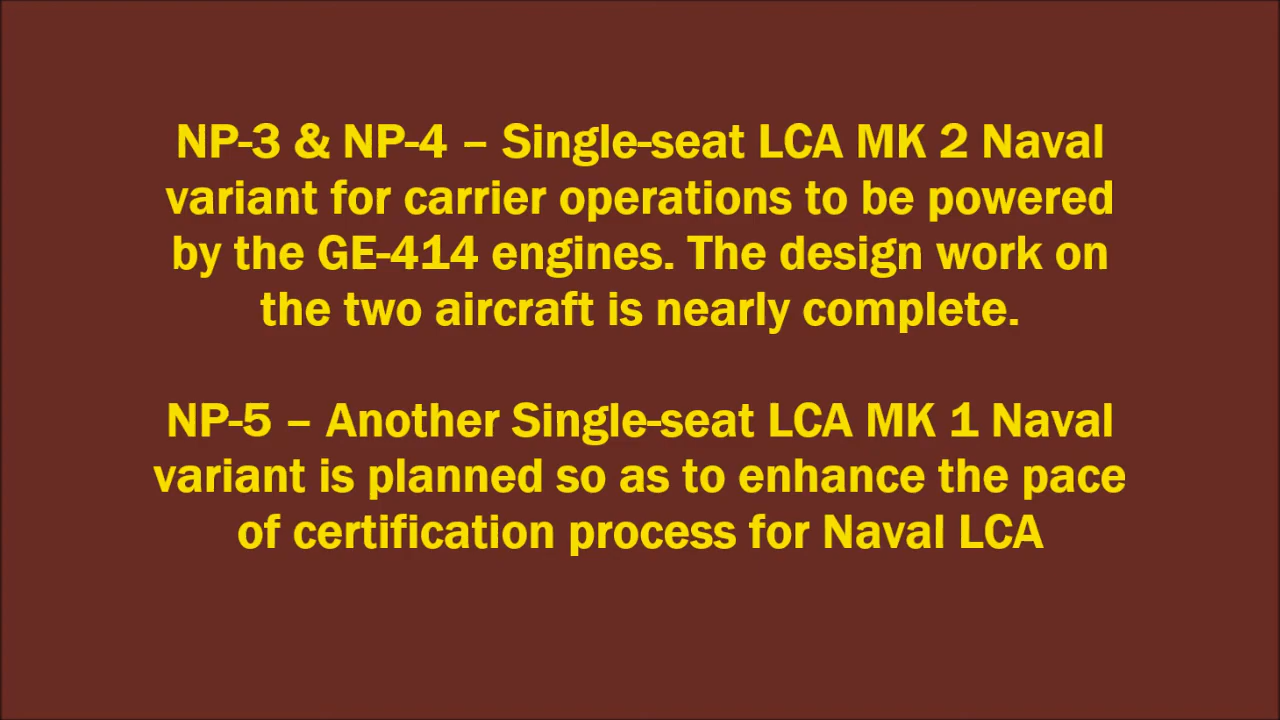 NP-3 & NP-4 – Single-seat LCA MK 2 Naval
variant for carrier operations to be powered
by the GE-414 engines. The design work on
the two aircraft is nearly complete.
NP-5 – Another Single-seat LCA MK 1 Naval
variant is planned so as to enhance the pace
of certification process for Naval LCA